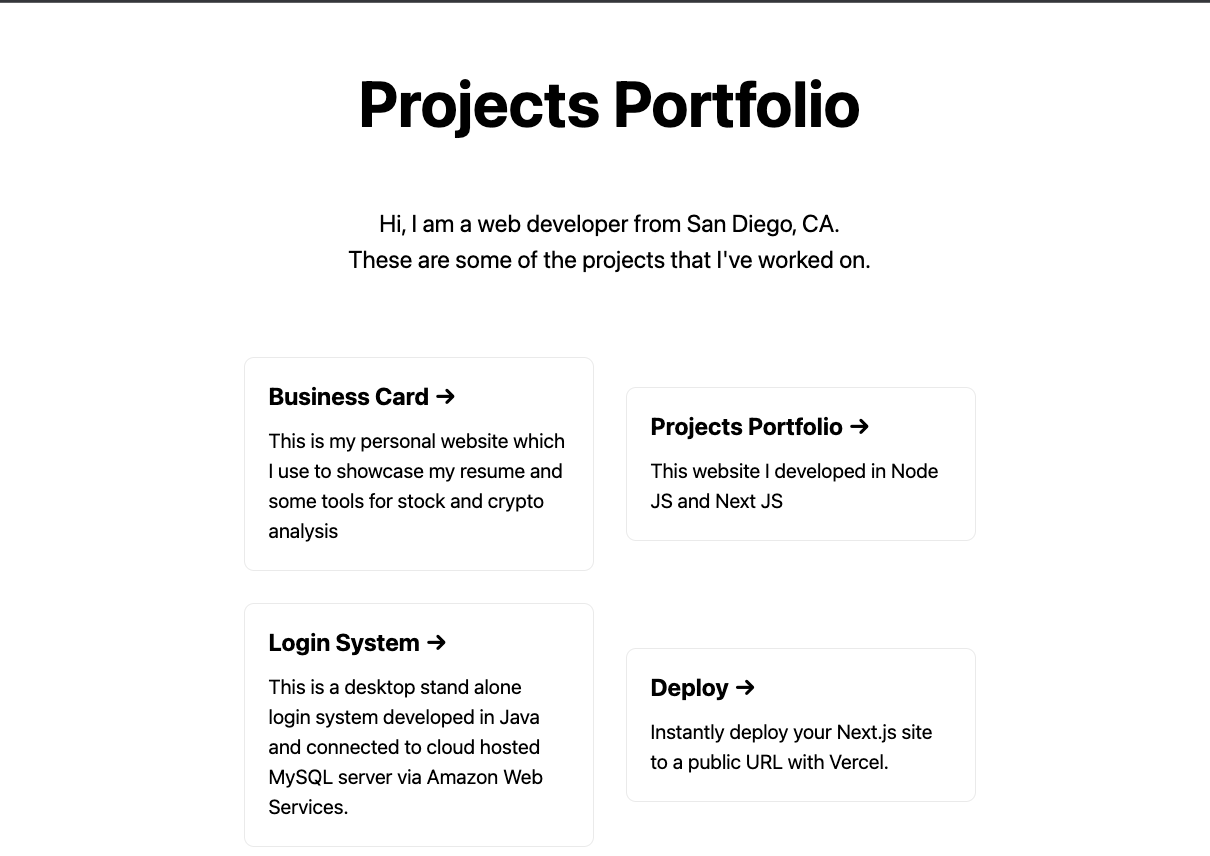 Projects Portfolio
Hi, I am a web developer from San Diego, CA.
These are some of the projects that I've worked on.
Business Card →
This is my personal website which
I use to showcase my resume and
some tools for stock and crypto
analysis
Projects Portfolio →
This website I developed in Node
JS and Next JS
Login System →
This is a desktop stand alone
login system developed in Java
and connected to cloud hosted
MySQL server via Amazon Web
Services.
Deploy →
Instantly deploy your Next.js site
to a public URL with Vercel.